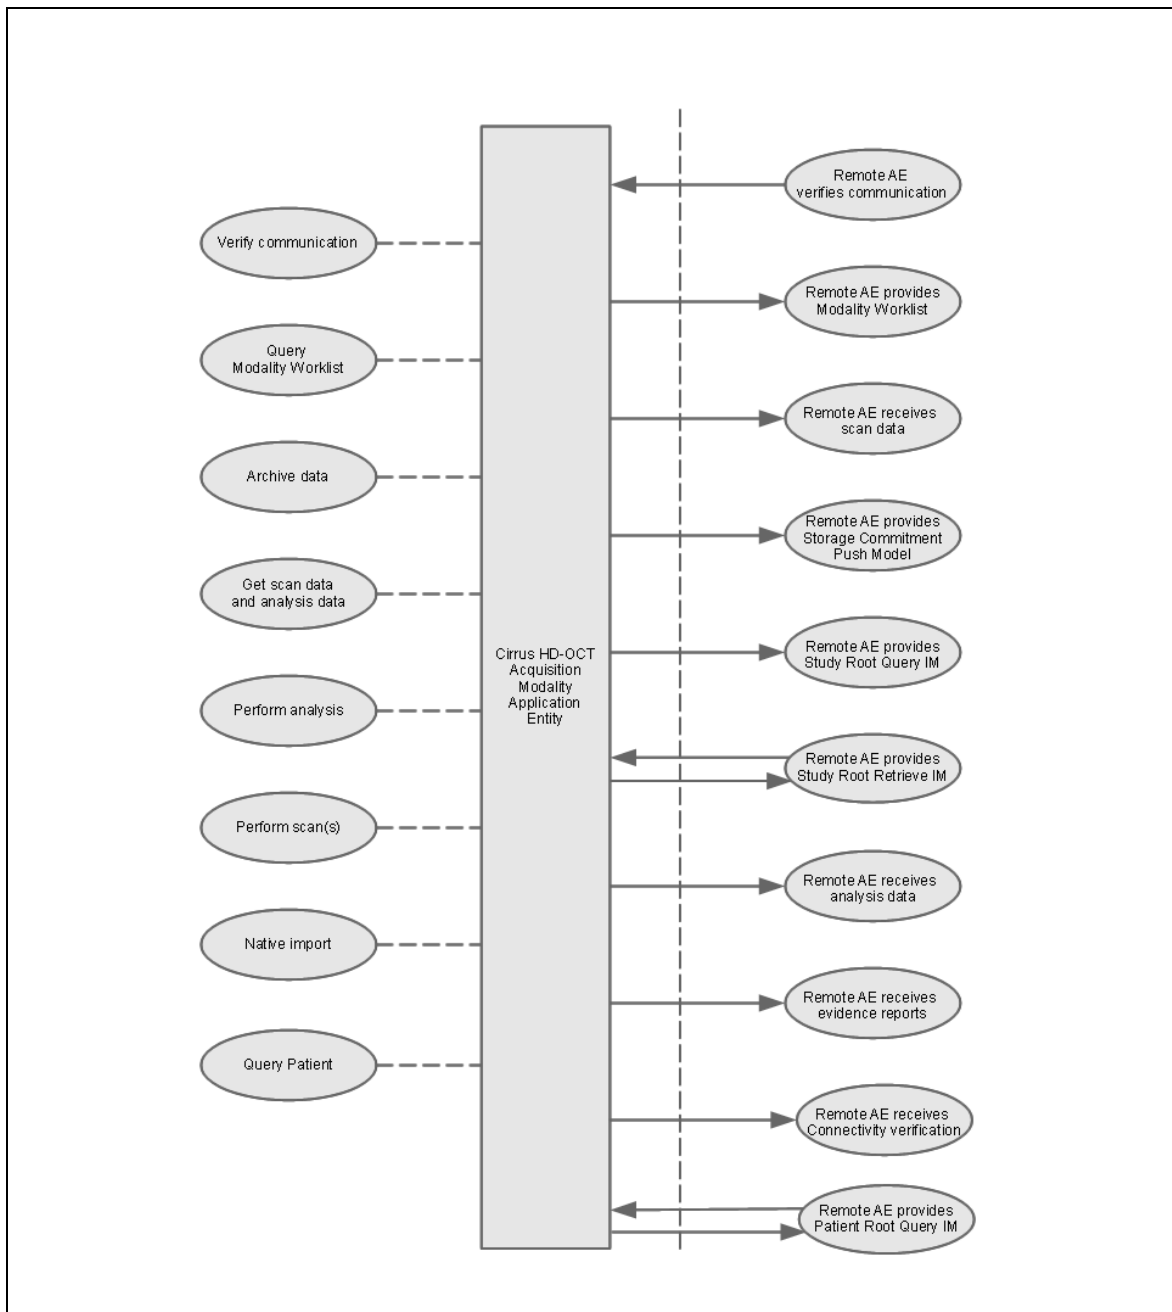 Verify communication
Query
Modality Worklist
Archive data
Get scan data
and analysis data
Perform analysis
Perform scan(s)
Native import
Query Patient
Cirrus HD-OCT
Acquisition
Modality
Application
Entity
Remote AE
verifies communication
Remote AE provides
Modality Worklist
Remote AE receives
scan data
Remote AE provides
Storage Commitment
Push Model
Remote AE provides
Study Root Query IM
Remote AE provides
Study Root Retrieve IM
Remote AE receives
analysis data
Remote AE receives
evidence reports
Remote AE receives
Connectivity verification
Remote AE provides
Patient Root Query IM